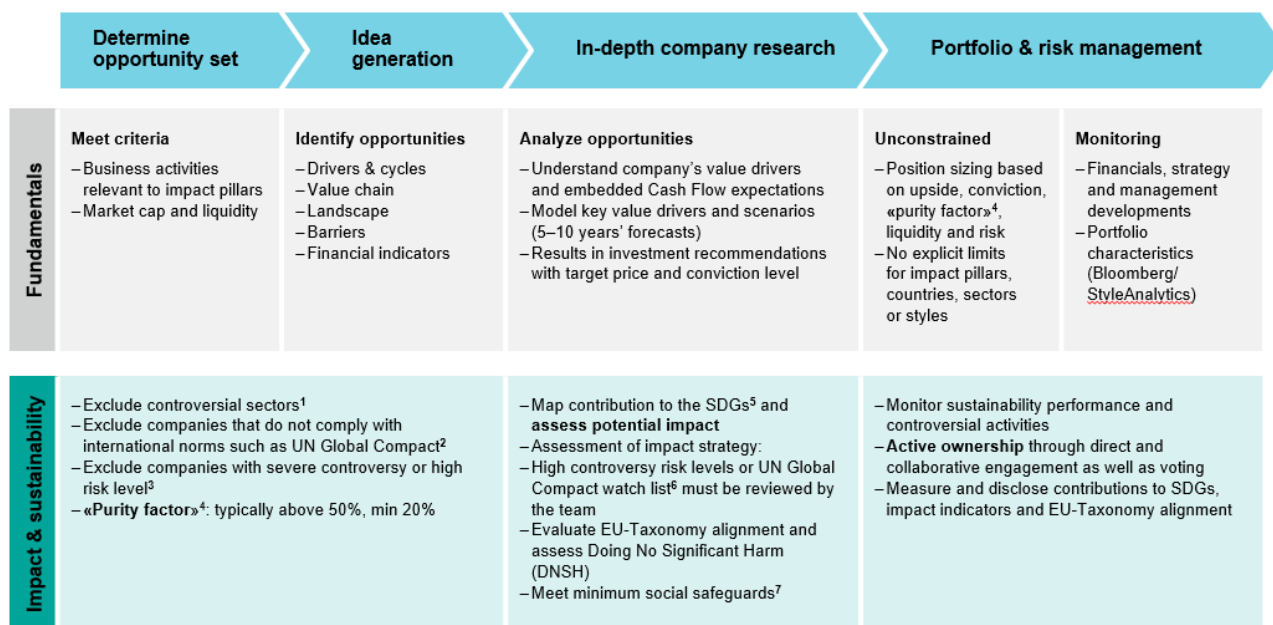 Determine
opportunity set
Idea
generation
In-depth company research
Portfolio & risk management
Fundamentals
Meet criteria
–Business activities
relevant to impact pillars
–Market cap and liquidity
Identify opportunities
–Drivers & cycles
–Value chain
–Landscape
–Barriers
–Financial indicators
Analyze opportunities
–Understand company’s value drivers
and embedded Cash Flow expectations
–Model key value drivers and scenarios
(5–10 years’ forecasts)
–Results in investment recommendations
with target price and conviction level
Unconstrained
–Position sizing based
on upside, conviction,
«purity factor»⁴,
liquidity and risk
–No explicit limits
for impact pillars,
countries, sectors
or styles
Monitoring
–Financials, strategy
and management
developments
–Portfolio
characteristics
(Bloomberg/
StyleAnalytics)
Impact & sustainability
–Exclude controversial sectors¹
–Exclude companies that do not comply with
international norms such as UN Global Compact²
–Exclude companies with severe controversy or high
risk level³
–«Purity factor»⁴: typically above 50%, min 20%
–Map contribution to the SDGs⁵ and
assess potential impact
–Assessment of impact strategy:
–High controversy risk levels or UN Global
Compact watch list⁶ must be reviewed by
the team
–Evaluate EU-Taxonomy alignment and
assess Doing No Significant Harm
(DNSH)
–Meet minimum social safeguards⁷
–Monitor sustainability performance and
controversial activities
–Active ownership through direct and
collaborative engagement as well as voting
–Measure and disclose contributions to SDGs,
impact indicators and EU-Taxonomy alignment